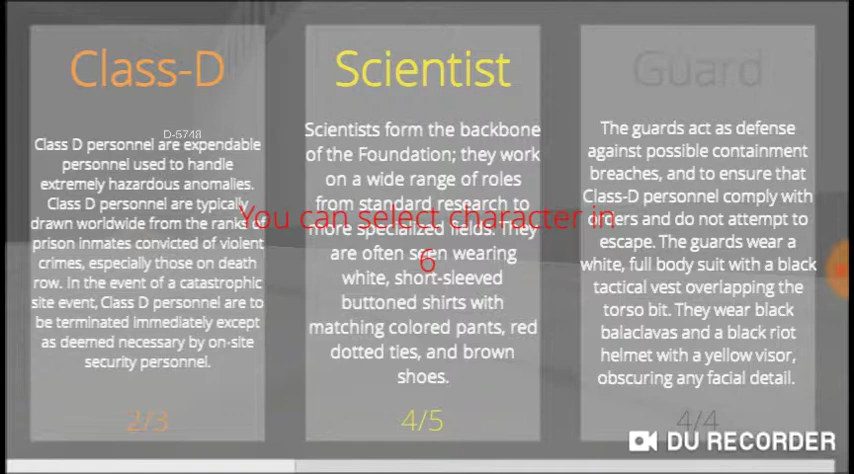 Class-D
D-5748
Class D personnel are expendable
personnel used to handle
extremely hazardous anomalies.
Class D personnel are typically
drawn worldwide from the ranks of
prison inmates convicted of violent
crimes, especially those on death
row. In the event of a catastrophic
site event, Class D personnel are to
be terminated immediately except
as deemed necessary by on-site
security personnel.
2/3
Scientist
Scientists form the backbone
of the Foundation; they work
on a wide range of roles
from standard research to
more specialized fields. They
are often seen wearing
white, short-sleeved
buttoned shirts with
matching colored pants, red
dotted ties, and brown
shoes.
4/5
Guard
The guards act as defense
against possible containment
breaches, and to ensure that
Class-D personnel comply with
orders and do not attempt to
escape. The guards wear a
white, full body suit with a black
tactical vest overlapping the
torso bit. They wear black
balaclavas and a black riot
helmet with a yellow visor,
obscuring any facial detail.
4/4
You can select character in
6
DU RECORDER